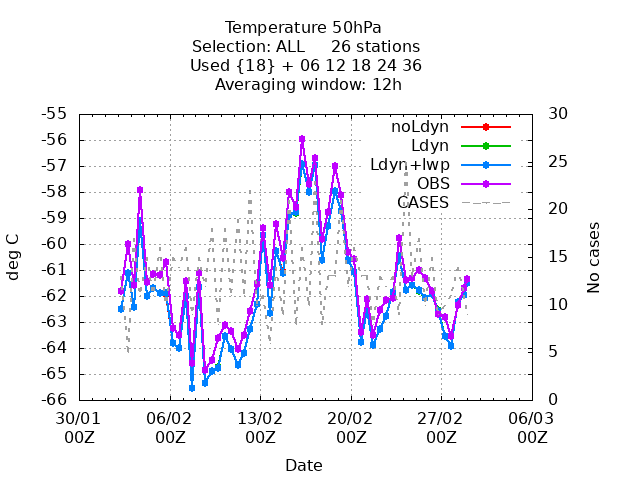 Temperature 50hPa
Selection: ALL 26 stations
Used {18} + 06 12 18 24 36
Averaging window: 12h
-55 30
noLdyn
-56
Ldyn
-57 25
Ldyn+lwp
-58
OBS
20
CASES
-59
-60
15
-61
-62
10
-63
-64
5
-65
-66 0
deg C
No cases
30/01 06/02 13/02 20/02 27/02 06/03
00Z 00Z 00Z 00Z 00Z 00Z
Date